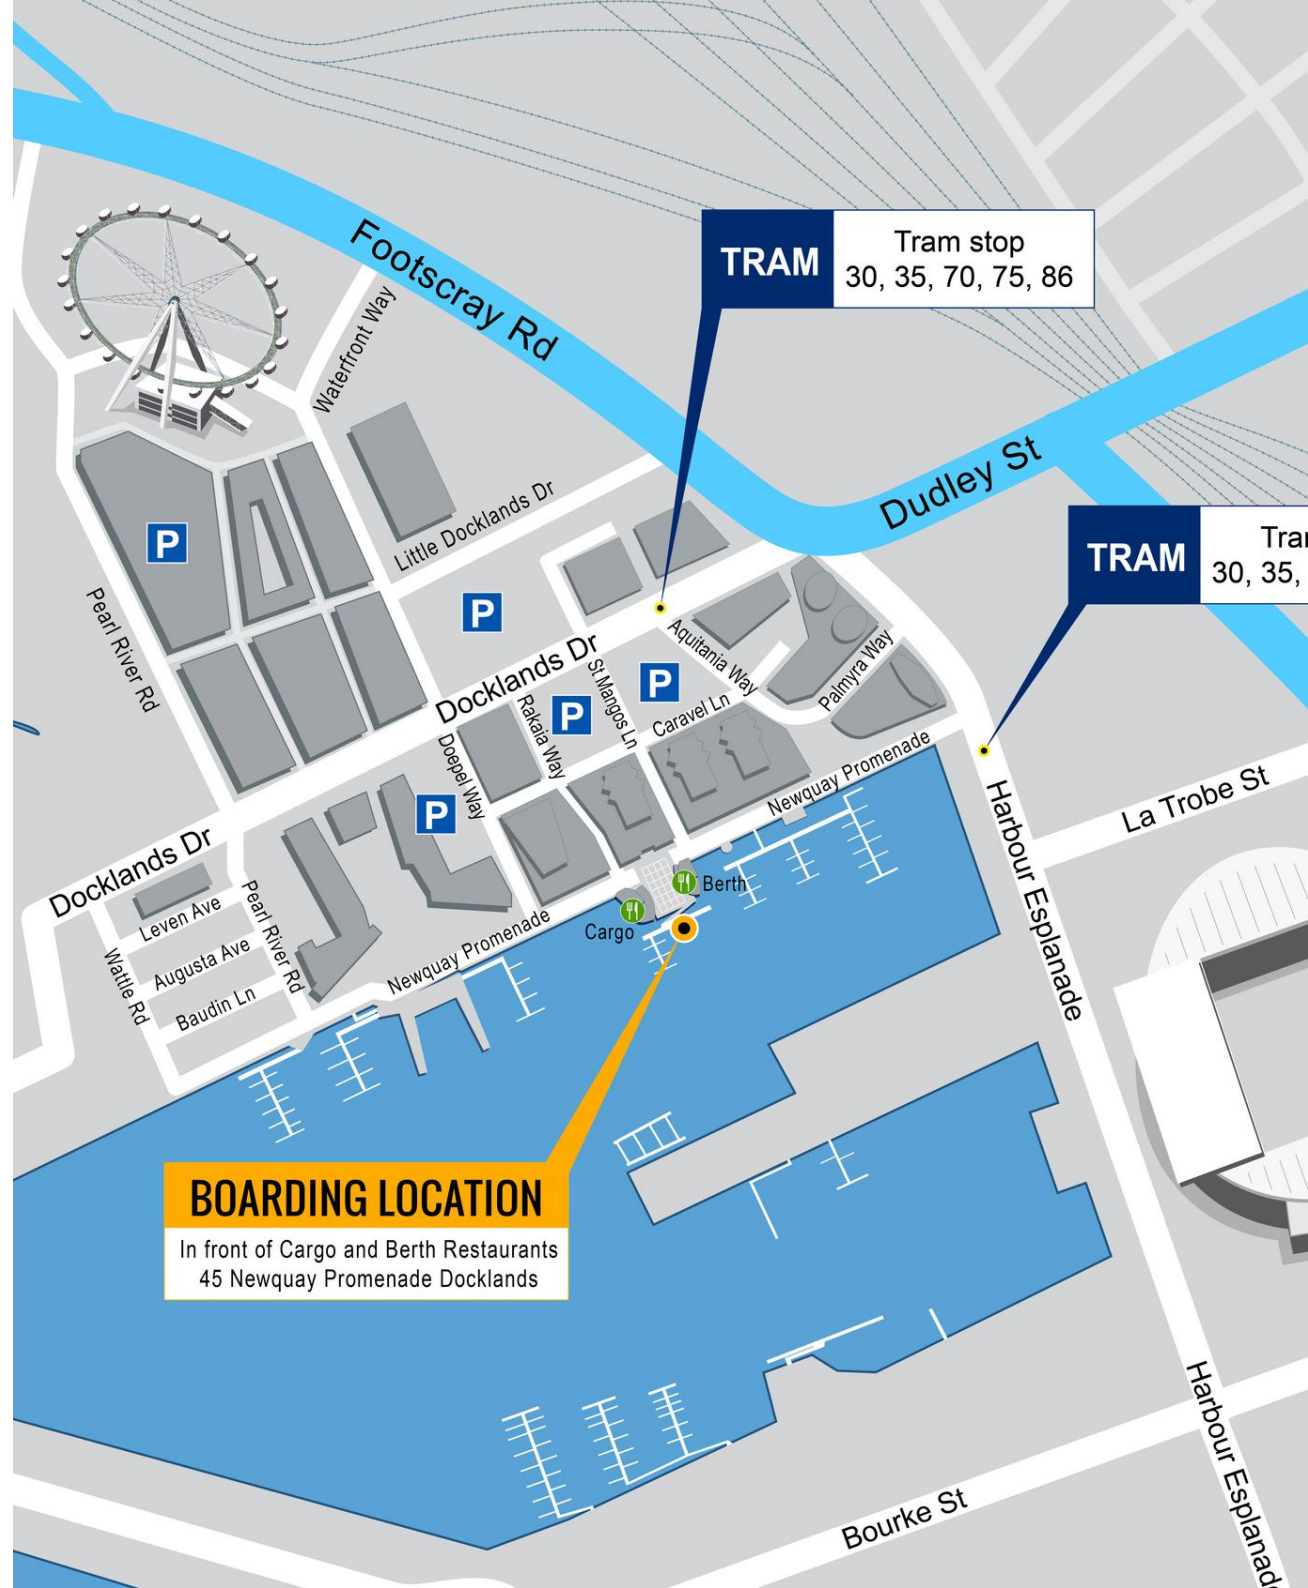 Footscray Rd
TRAM
Tram stop
30, 35, 70, 75, 86
Waterfront Way
Dudley St
Little Docklands Dr
TRAM
30, 35,
P
P
P
P
P
Pearl River Rd
Docklands Dr
Aquitania Way
Palmyra Way
St Mangos Ln
Rakaia Way
Caravel Ln
Doepel Way
Newquay Promenade
Harbour Esplanade
La Trobe St
Docklands Dr
Leven Ave
Augusta Ave
Baudin Ln
Wattle Rd
Pearl River Rd
Newquay Promenade
Berth
Cargo
BOARDING LOCATION
In front of Cargo and Berth Restaurants
45 Newquay Promenade Docklands
Harbour Esplanad
Bourke St